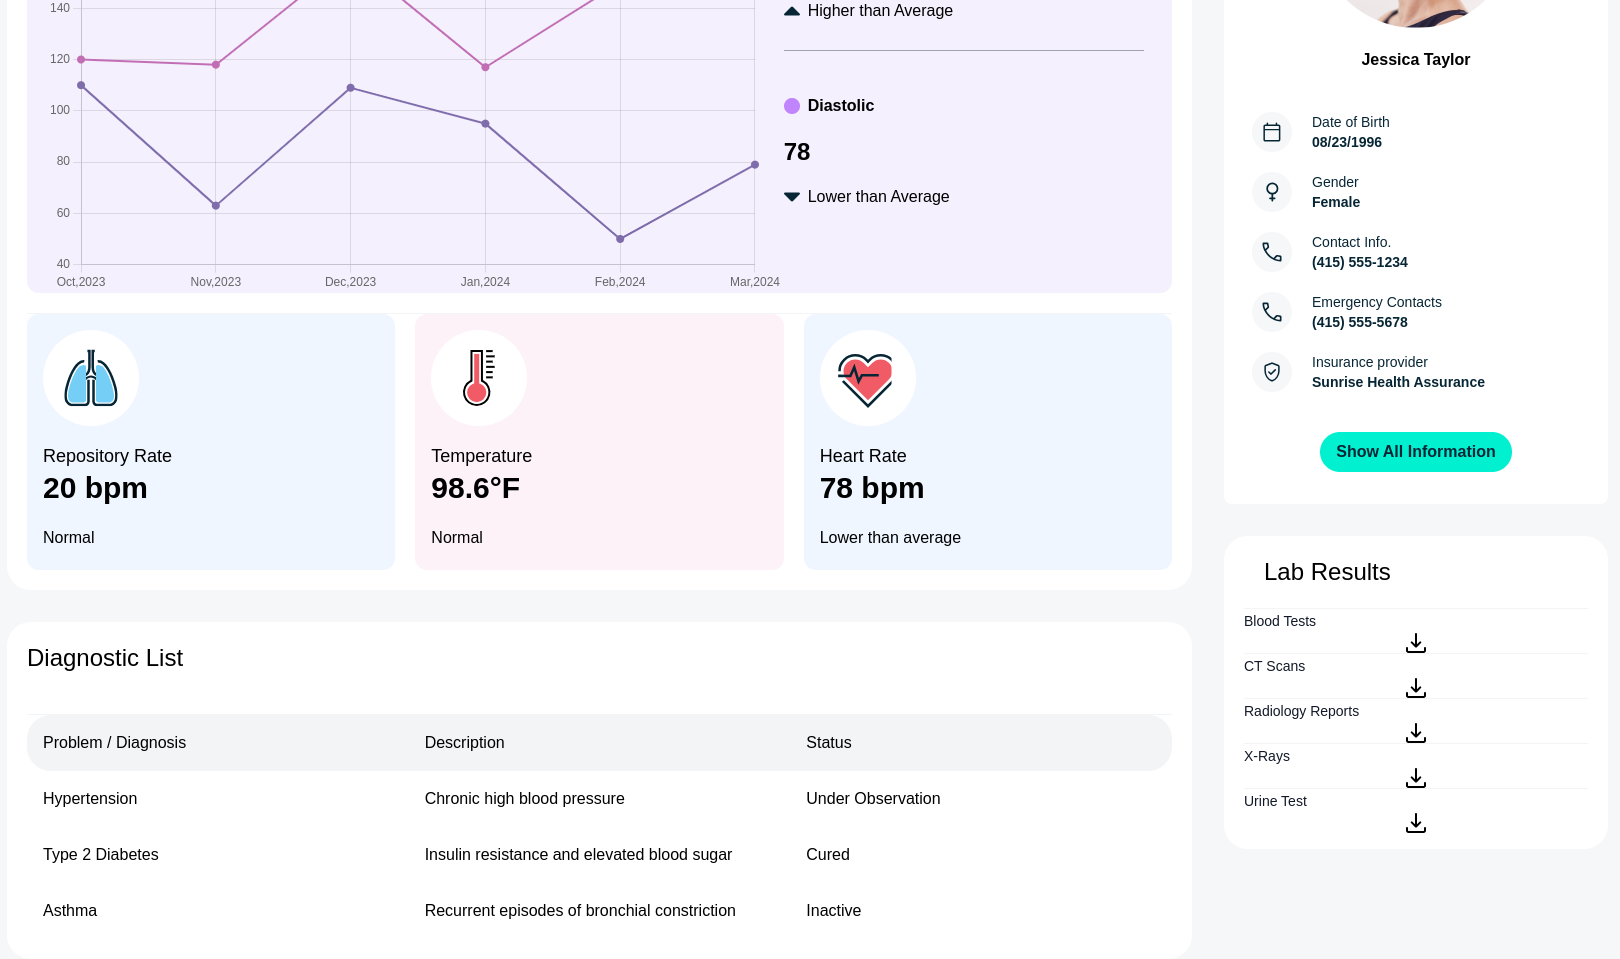 140
120
100
80
60
40
Oct,2023 Nov,2023 Dec,2023 Jan,2024 Feb,2024 Mar,2024
Higher than Average
Diastolic
78
Lower than Average
Repository Rate
20 bpm
Normal
Temperature
98.6°F
Normal
Heart Rate
78 bpm
Lower than average
Diagnostic List
Problem / Diagnosis Description Status
Hypertension Chronic high blood pressure Under Observation
Type 2 Diabetes Insulin resistance and elevated blood sugar Cured
Asthma Recurrent episodes of bronchial constriction Inactive
Jessica Taylor
Date of Birth
08/23/1996
Gender
Female
Contact Info.
(415) 555-1234
Emergency Contacts
(415) 555-5678
Insurance provider
Sunrise Health Assurance
Show All Information
Lab Results
Blood Tests
CT Scans
Radiology Reports
X-Rays
Urine Test